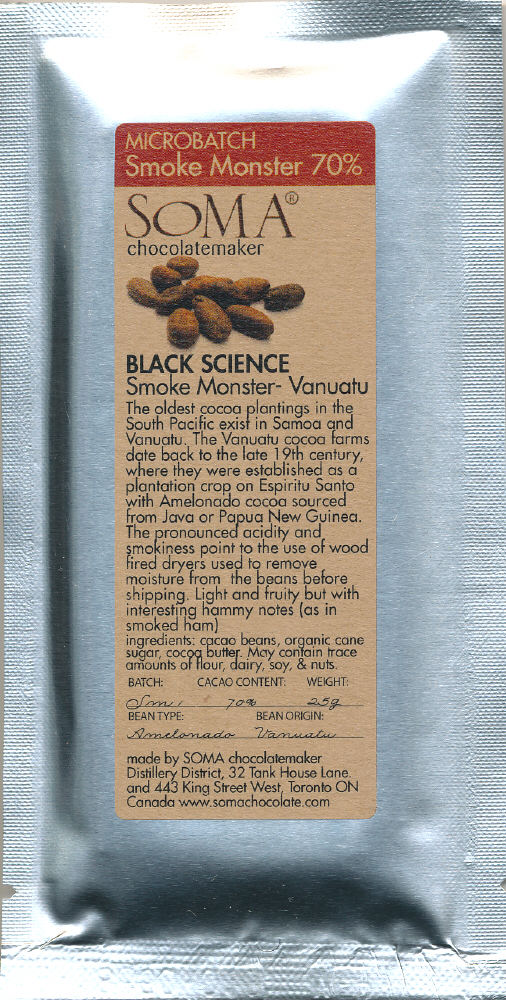 MICROBATCH
Smoke Monster 70%
SOMA®
chocolatemaker
BLACK SCIENCE
Smoke Monster- Vanuatu
The oldest cocoa plantings in the
South Pacific exist in Samoa and
Vanuatu. The Vanuatu cocoa farms
date back to the late 19th century,
where they were established as a
plantation crop on Espiritu Santo
with Amelonado cocoa sourced
from Java or Papua New Guinea.
The pronounced acidity and
smokiness point to the use of wood
fired dryers used to remove
moisture from the beans before
shipping. Light and fruity but with
interesting hammy notes (as in
smoked ham)
ingredients: cacao beans, organic cane
sugar, cocoa butter. May contain trace
amounts of flour, dairy, soy, & nuts.
BATCH: CACAO CONTENT: WEIGHT:
Sm1 70% 25g
BEAN TYPE: BEAN ORIGIN:
Amelonado Vanuatu
made by SOMA chocolatemaker
Distillery District, 32 Tank House Lane.
and 443 King Street West, Toronto ON
Canada www.somachocolate.com